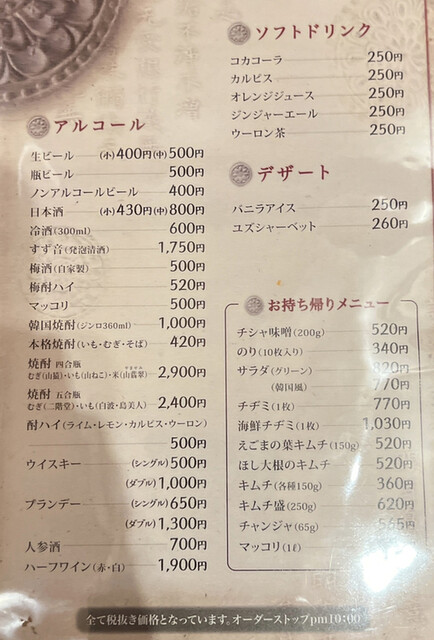 アルコール
生ビール (小)400円(中)500円
瓶ビール 500円
ノンアルコールビール 400円
日本酒 (小)430円(中)800円
冷酒(300ml) 600円
すず音(発泡清酒) 1,750円
梅酒(自家製) 500円
梅酎ハイ 520円
マッコリ 500円
韓国焼酎(ジンロ360ml) 1,000円
本格焼酎(いも・むぎ・そば) 420円
焼酎 四合瓶
むぎ(山猿)・いも(山ねこ)・米(山翡翠) 2,900円
焼酎 五合瓶
むぎ(二階堂)・いも(白波・島美人) 2,400円
酎ハイ(ライム・レモン・カルピス・ウーロン)
500円
ウイスキー (シングル)500円
(ダブル)1,000円
ブランデー (シングル)650円
(ダブル)1,300円
人参酒 700円
ハーフワイン(赤・白) 1,900円
ソフトドリンク
コカコーラ 250円
カルピス 250円
オレンジジュース 250円
ジンジャーエール 250円
ウーロン茶 250円
デザート
バニラアイス 250円
ユズシャーベット 260円
お持ち帰りメニュー
チシャ味噌(200g) 520円
のり(10枚入り) 340円
サラダ(グリーン) 820円
(韓国風) 770円
チヂミ(1枚) 770円
海鮮チヂミ(1枚) 1,030円
えごまの葉キムチ(150g) 520円
ほし大根のキムチ 520円
キムチ(各種150g) 360円
キムチ盛(250g) 620円
チャンジャ(65g) 565円
マッコリ(1ℓ) 円
全て税抜き価格となっています。オーダーストップpm10:00